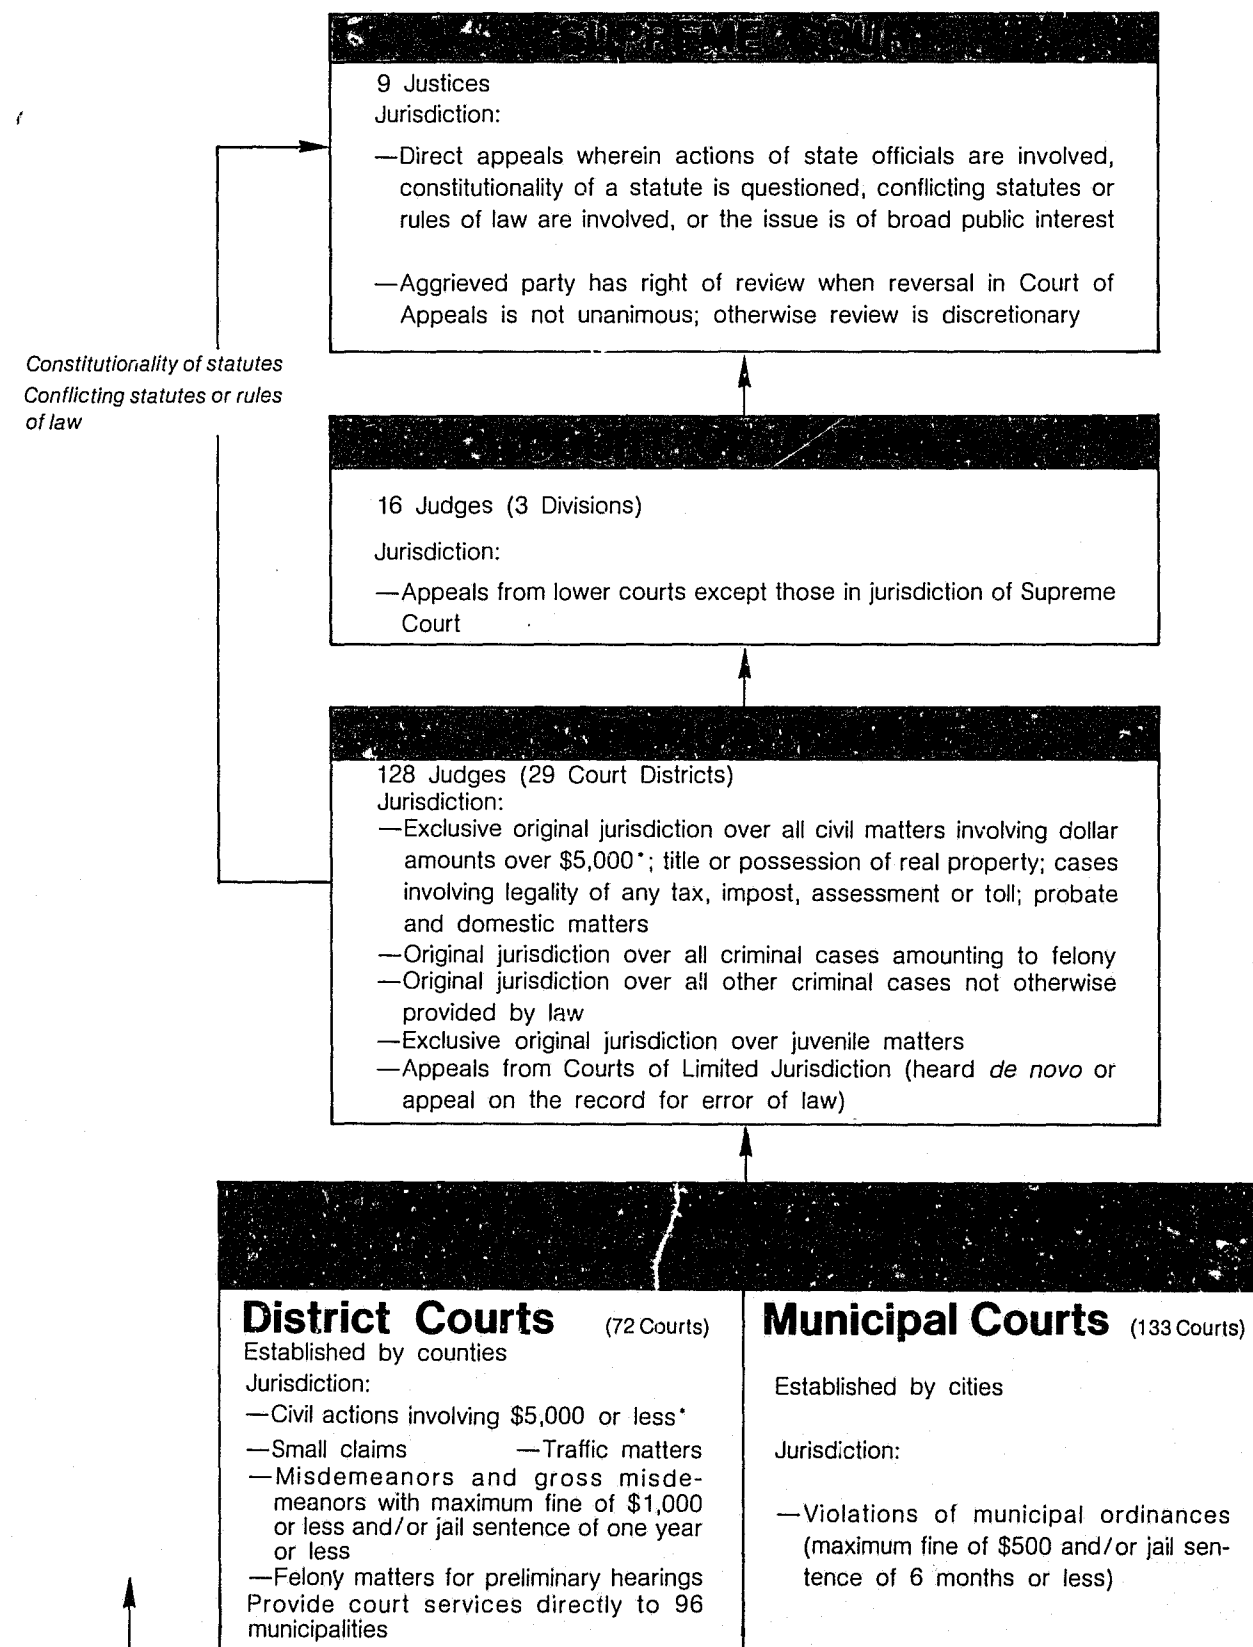 SUPREME COURT
9 Justices
Jurisdiction:
—Direct appeals wherein actions of state officials are involved,
constitutionality of a statute is questioned, conflicting statutes or
rules of law are involved, or the issue is of broad public interest
—Aggrieved party has right of review when reversal in Court of
Appeals is not unanimous; otherwise review is discretionary
Constitutionality of statutes
Conflicting statutes or rules
of law
16 Judges (3 Divisions)
Jurisdiction:
—Appeals from lower courts except those in jurisdiction of Supreme
Court
128 Judges (29 Court Districts)
Jurisdiction:
—Exclusive original jurisdiction over all civil matters involving dollar
amounts over $5,000*; title or possession of real property; cases
involving legality of any tax, impost, assessment or toll; probate
and domestic matters
—Original jurisdiction over all criminal cases amounting to felony
—Original jurisdiction over all other criminal cases not otherwise
provided by law
—Exclusive original jurisdiction over juvenile matters
—Appeals from Courts of Limited Jurisdiction (heard de novo or
appeal on the record for error of law)
District Courts (72 Courts)
Established by counties
Jurisdiction:
—Civil actions involving $5,000 or less*
—Small claims —Traffic matters
—Misdemeanors and gross misde-
meanors with maximum fine of $1,000
or less and/or jail sentence of one year
or less
—Felony matters for preliminary hearings
Provide court services directly to 96
municipalities
Municipal Courts (133 Courts)
Established by cities
Jurisdiction:
—Violations of municipal ordinances
(maximum fine of $500 and/or jail sen-
tence of 6 months or less)